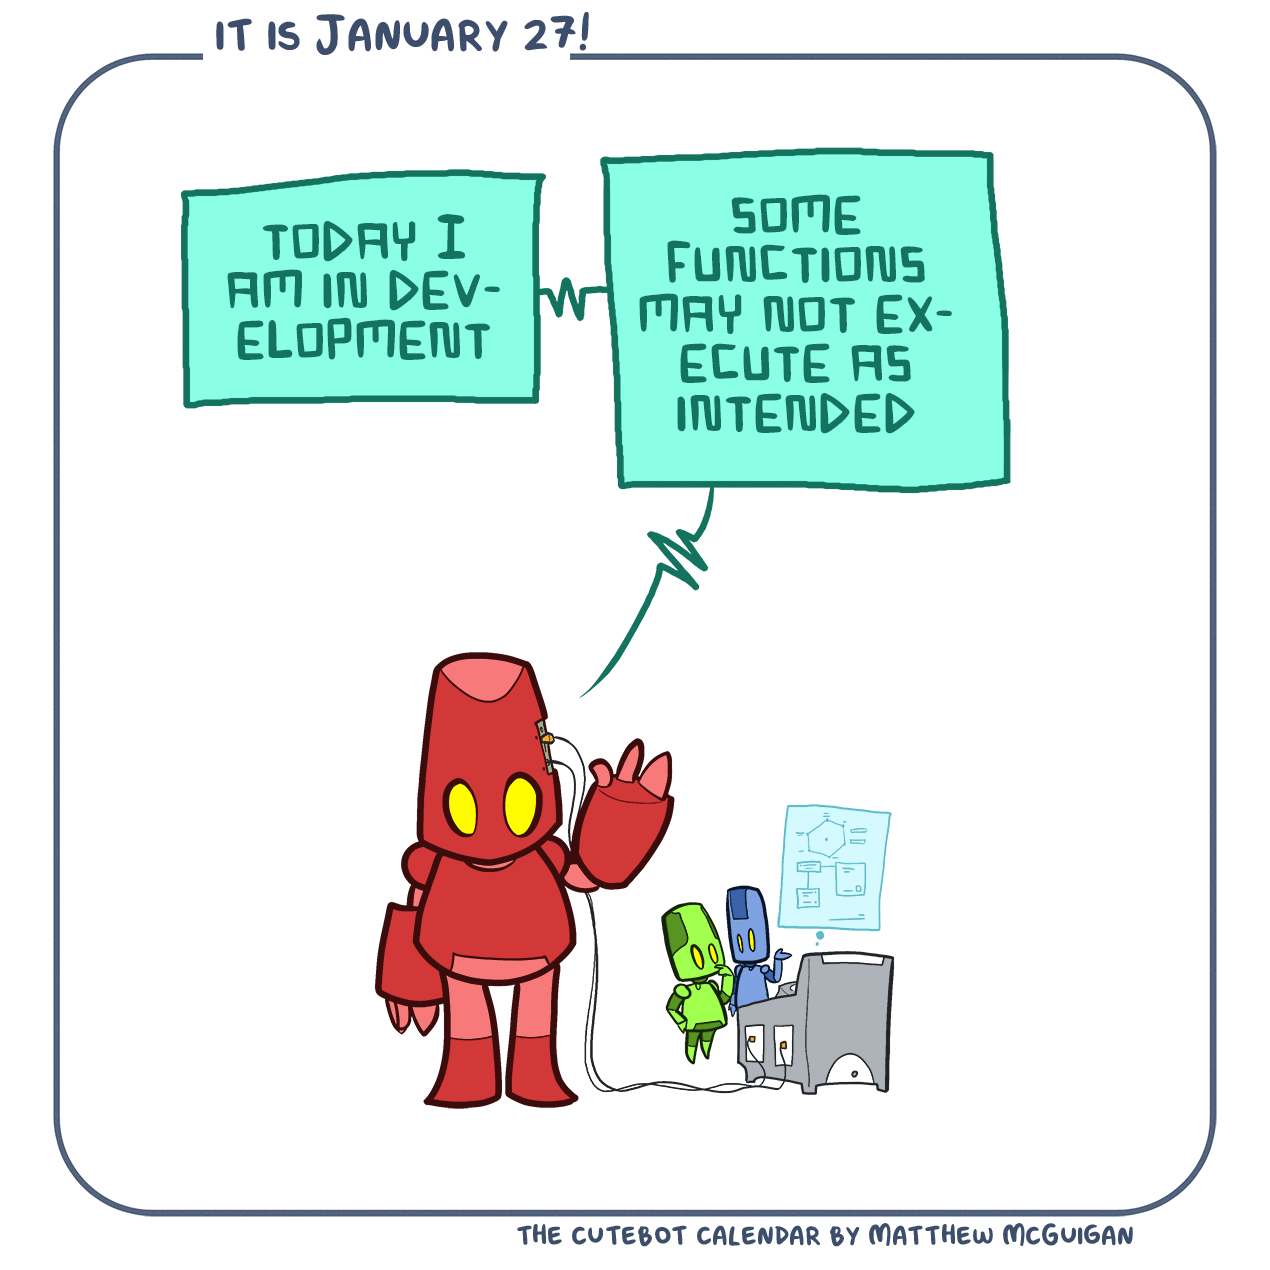 IT IS JANUARY 27!
TODAY I
AM IN DEV-
ELOPMENT
SOME
FUNCTIONS
MAY NOT EX-
ECUTE AS
INTENDED
THE CUTEBOT CALENDAR BY MATTHEW MCGUIGAN